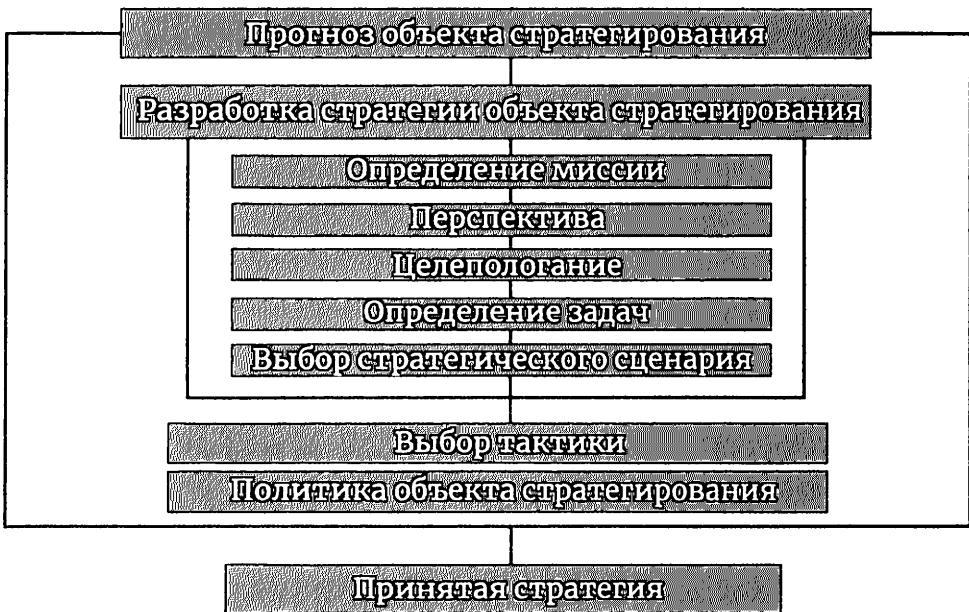 Прогноз объекта стратегирования
Разработка стратегии объекта стратегирования
Определение миссии
Перспектива
Целепологание
Определение задач
Выбор стратегического сценария
Выбор тактики
Политика объекта стратегирования
Принятая стратегия